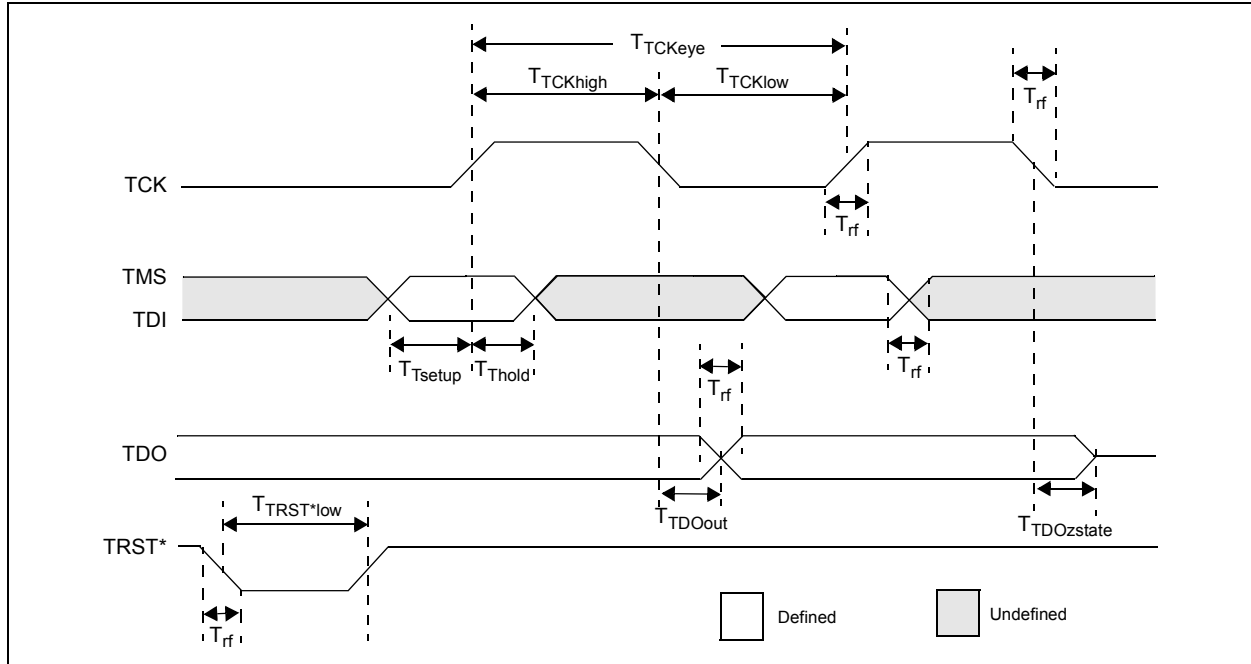 TTCKeye
TTCKhigh
TTCKlow
Trf
TCK
Trf
TMS
TDI
TTsetup
TThold
Trf
Trf
TDO
TTDOout
TTDOzstate
TTRST*low
TRST*
Trf
Defined
Undefined